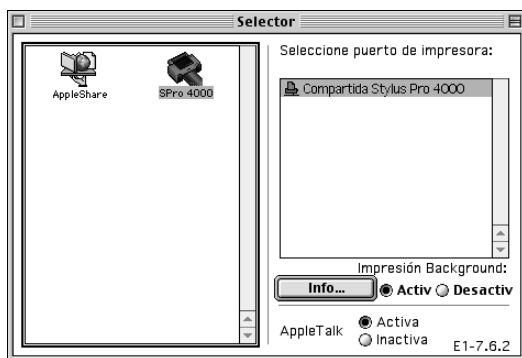 Selector
AppleShare
SPro 4000
Seleccione puerto de impresora:
Compartida Stylus Pro 4000
Impresión Background:
Info...
Activ
Desactiv
AppleTalk
Activa
Inactiva
E1-7.6.2